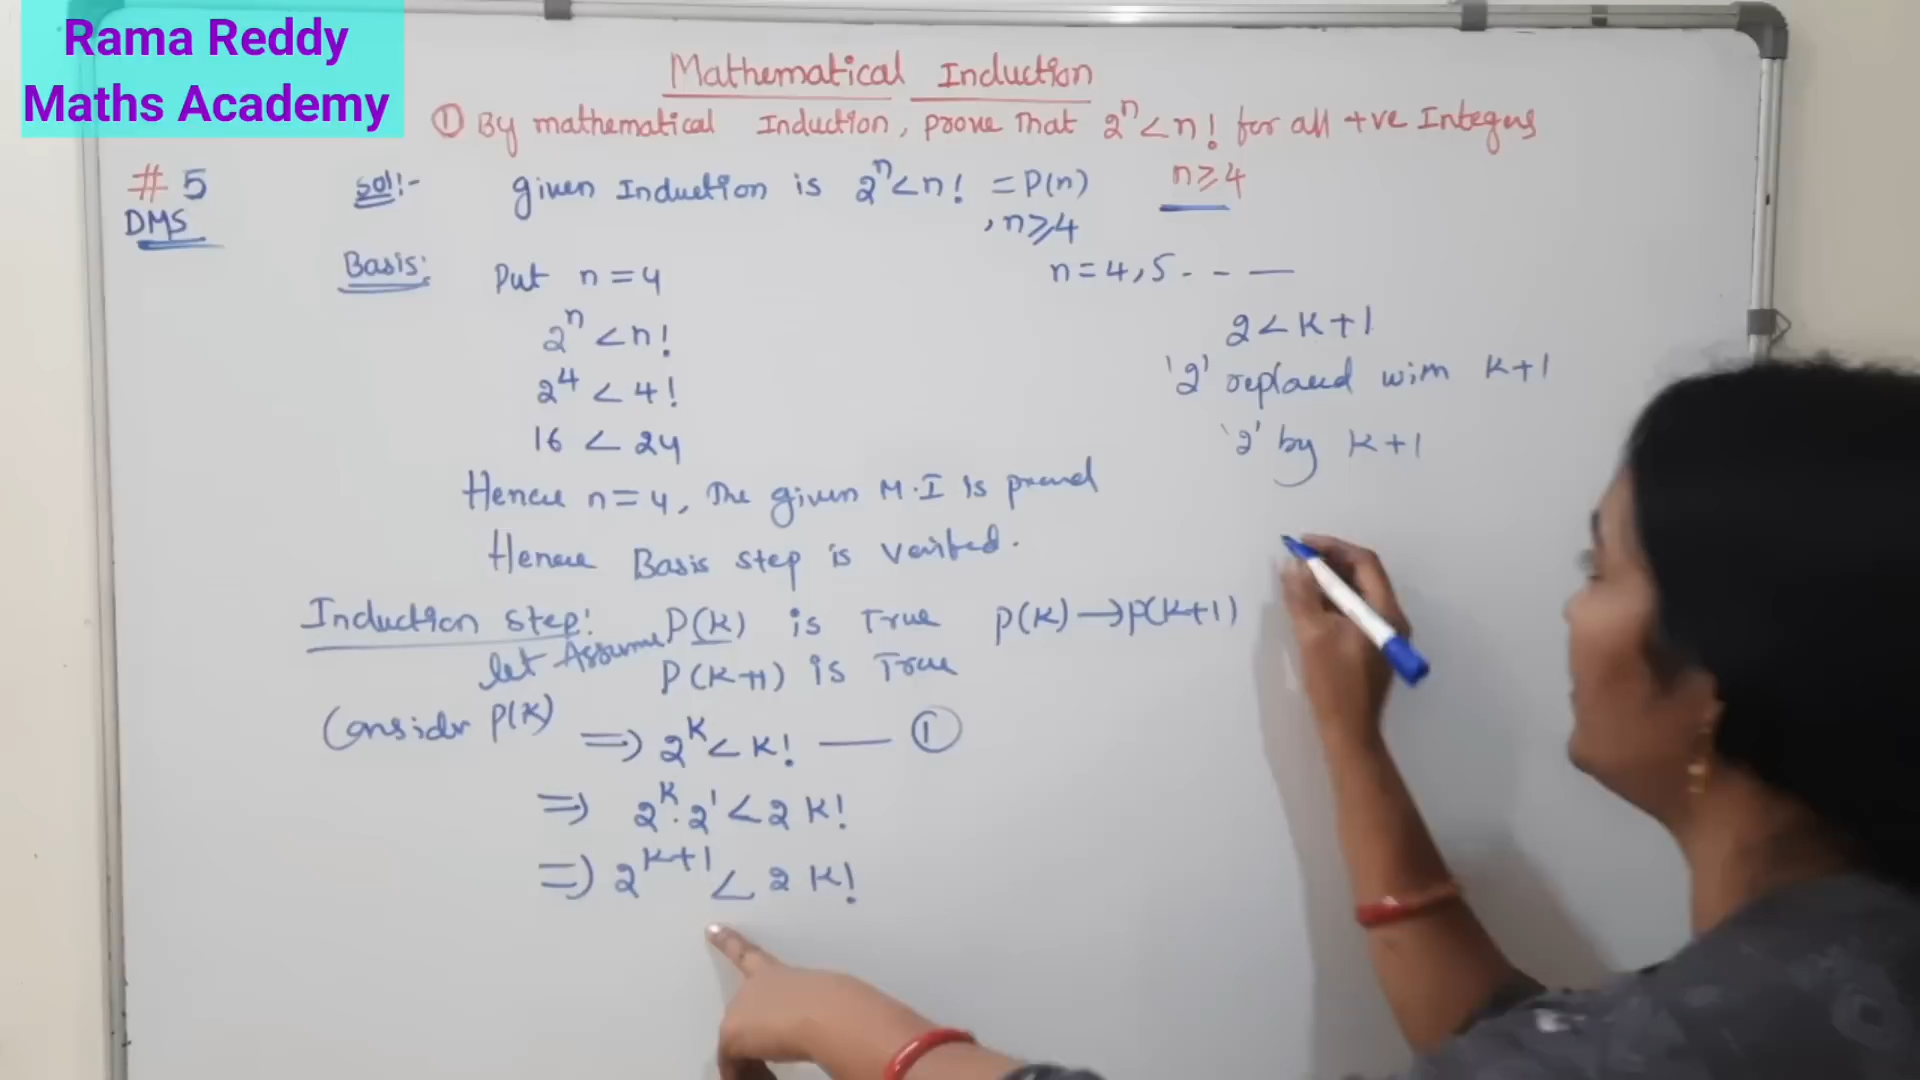 Rama Reddy
Maths Academy
Mathematical Induction
① By mathematical Induction, prove that 2ⁿ<n! for all +ve Integers
n≥4
# 5
DMS
Sol:-
given Induction is 2ⁿ<n! = P(n)
, n≥4
Basis:
Put n=4
n=4,5- - —
2ⁿ <n!
2⁴ < 4!
16 < 24
2<k+1
'2' replaced with k+1
'2' by k+1
Hence n=4, The given M.I is proved
Hence Basis step is verified.
Induction step:
let Assume P(k) is True P(k)→P(k+1)
P(k+1) is True
Consider P(k)
⇒ 2ᵏ<k! — ①
⇒ 2ᵏ.2¹<2 k!
⇒ 2ᵏ⁺¹< 2 k!